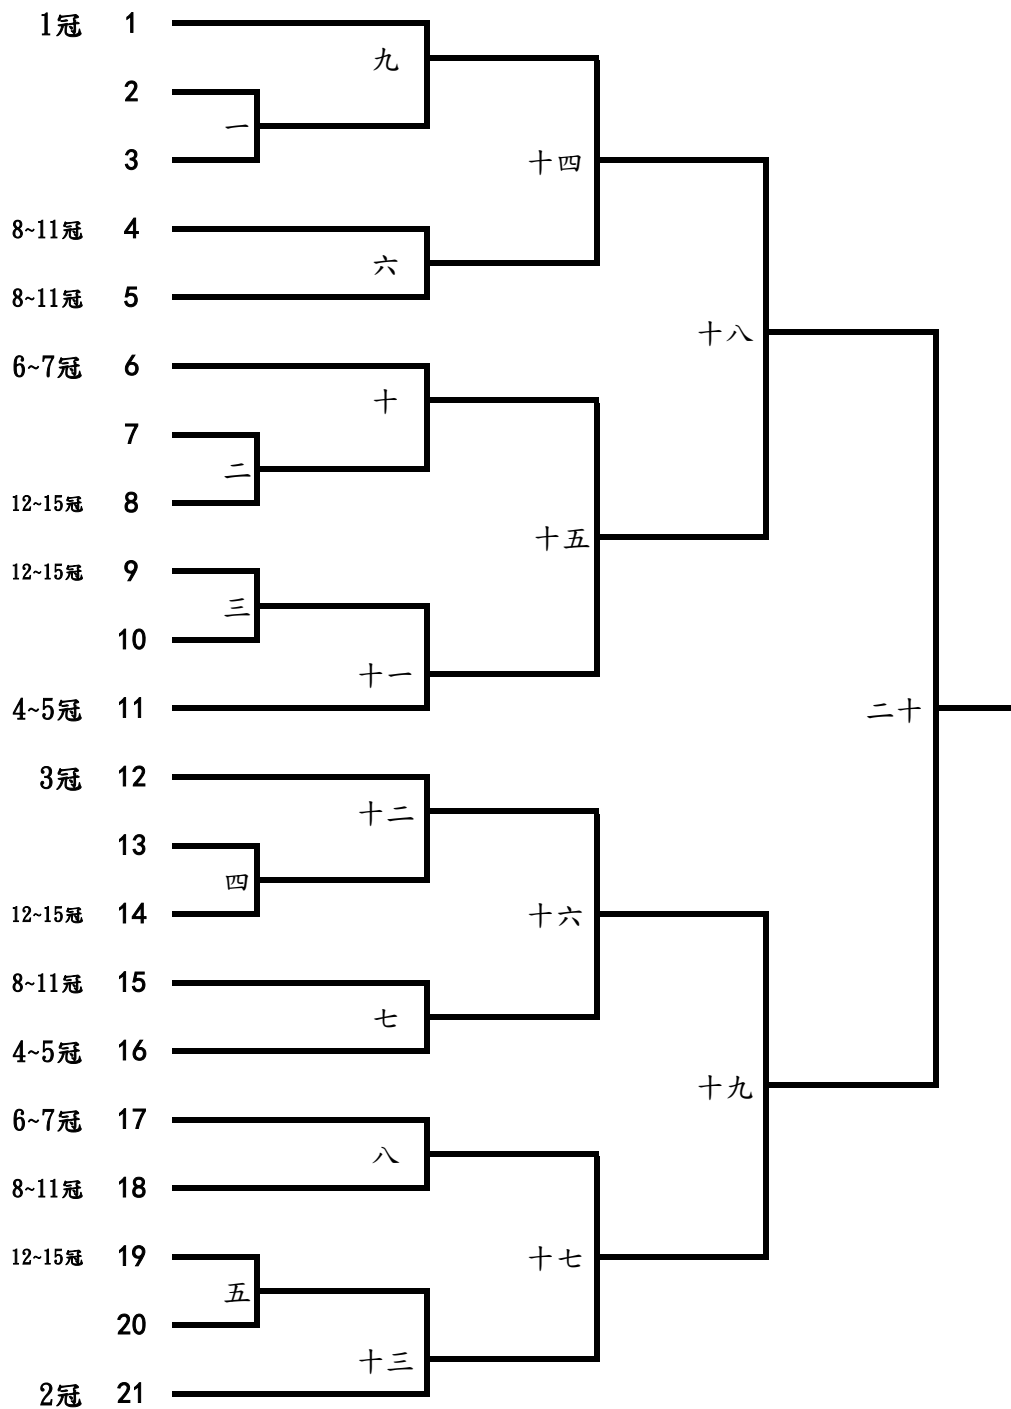 1冠 1
九
2
一
3
十四
8~11冠 4
六
8~11冠 5
十八
6~7冠 6
十
7
二
12~15冠 8
十五
12~15冠 9
三
10
十一
4~5冠 11
二十
3冠 12
十二
13
四
12~15冠 14
十六
8~11冠 15
七
4~5冠 16
十九
6~7冠 17
八
8~11冠 18
12~15冠 19
十七
五
20
十三
2冠 21